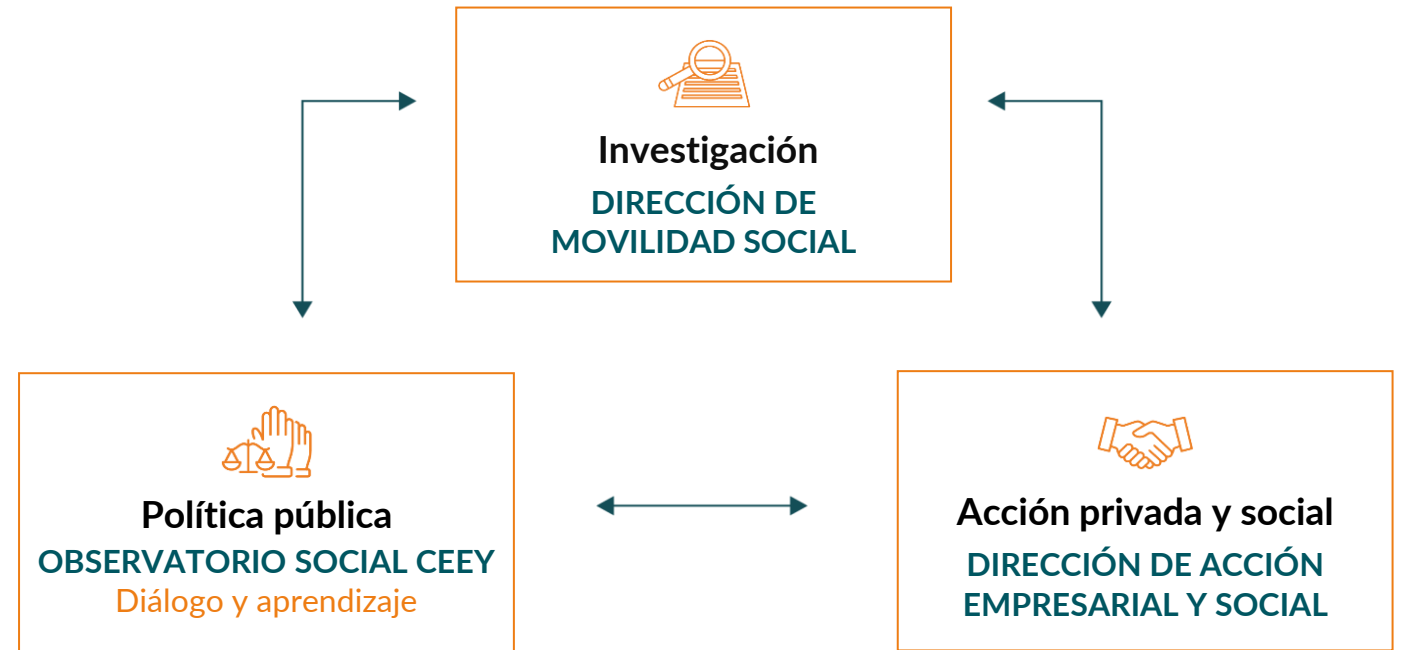 Investigación
DIRECCIÓN DE
MOVILIDAD SOCIAL
Política pública
OBSERVATORIO SOCIAL CEEY
Diálogo y aprendizaje
Acción privada y social
DIRECCIÓN DE ACCIÓN
EMPRESARIAL Y SOCIAL